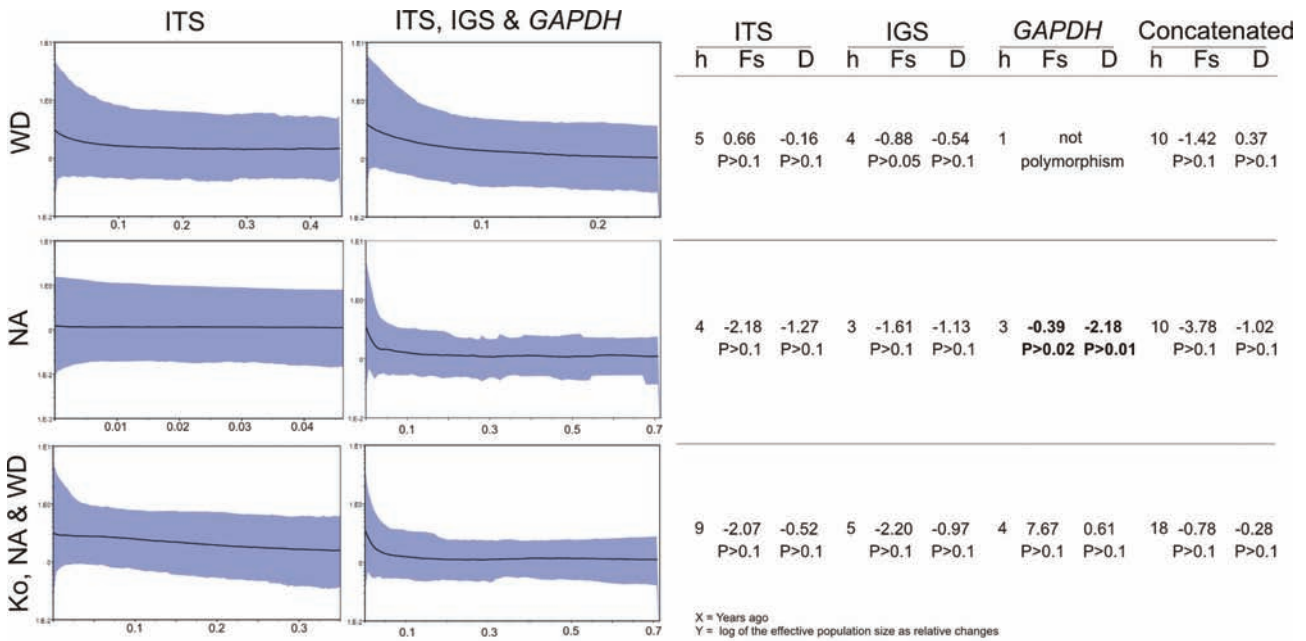 ITS
ITS, IGS & GAPDH
ITS IGS GAPDH Concatenated
h Fs D h Fs D h Fs D h Fs D
WD
0.1 0.2 0.3 0.4
0.1 0.2
5 0.66 -0.16 4 -0.88 -0.54 1 not 10 -1.42 0.37
P>0.1 P>0.1 P>0.05 P>0.1 polymorphism P>0.1 P>0.1
NA
0.01 0.02 0.03 0.04
0.1 0.3 0.5 0.7
4 -2.18 -1.27 3 -1.61 -1.13 3 -0.39 -2.18 10 -3.78 -1.02
P>0.1 P>0.1 P>0.1 P>0.1 P>0.02 P>0.01 P>0.1 P>0.1
Ko, NA & WD
0.1 0.2 0.3
0.1 0.3 0.5 0.7
9 -2.07 -0.52 5 -2.20 -0.97 4 7.67 0.61 18 -0.78 -0.28
P>0.1 P>0.1 P>0.1 P>0.1 P>0.1 P>0.1 P>0.1 P>0.1
X = Years ago
Y = log of the effective population size as relative changes